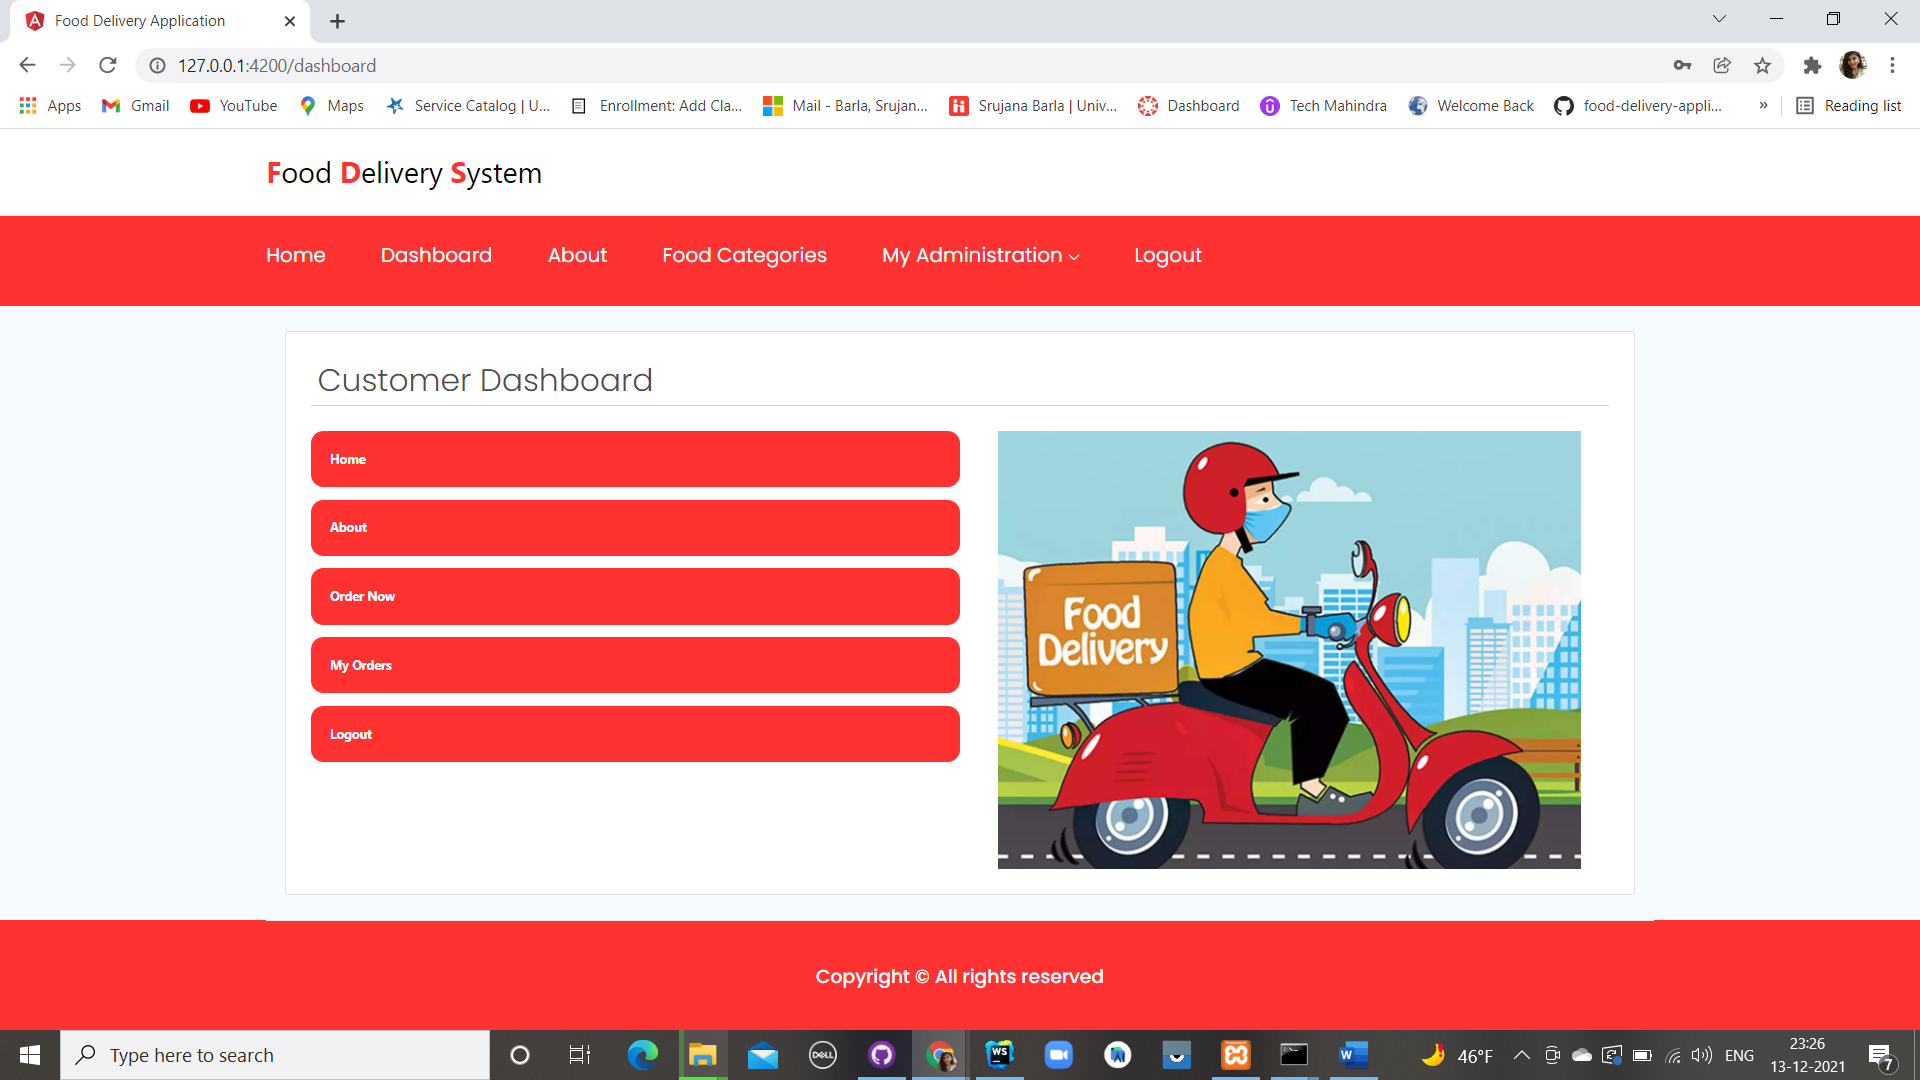 Food Delivery Application
127.0.0.1:4200/dashboard
Apps Gmail YouTube Maps Service Catalog | U... Enrollment: Add Cla... Mail - Barla, Srujan... Srujana Barla | Univ... Dashboard Tech Mahindra Welcome Back food-delivery-appli... » Reading list
Food Delivery System
Home Dashboard About Food Categories My Administration Logout
Customer Dashboard
Home
About
Order Now
My Orders
Logout
Food
Delivery
Copyright © All rights reserved
Type here to search
DELL
WS
W
46°F
ENG
23:26
13-12-2021
7